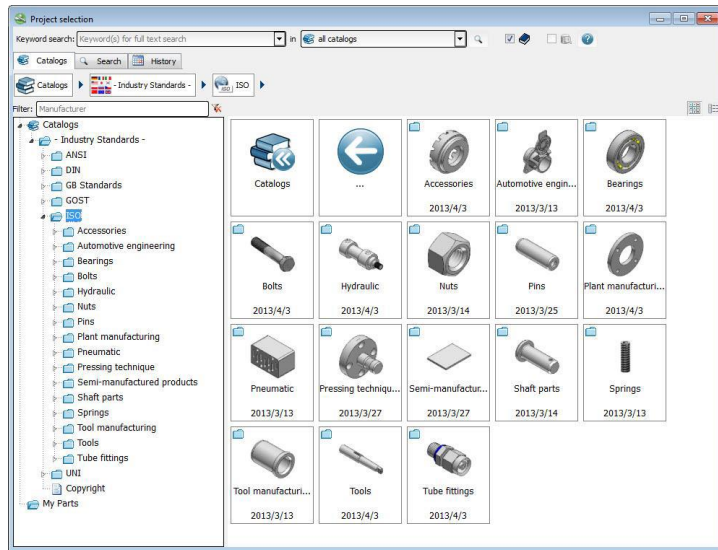 Project selection
Keyword search: Keyword(s) for full text search in all catalogs
Catalogs Search History
Catalogs - Industry Standards - ISO
Filter: Manufacturer
Catalogs
- Industry Standards -
ANSI
DIN
GB Standards
GOST
ISO
Accessories
Automotive engineering
Bearings
Bolts
Hydraulic
Nuts
Pins
Plant manufacturing
Pneumatic
Pressing technique
Semi-manufactured products
Shaft parts
Springs
Tool manufacturing
Tools
Tube fittings
UNI
Copyright
My Parts
Catalogs ... Accessories Automotive engin... Bearings
2013/4/3 2013/3/13 2013/4/3
Bolts Hydraulic Nuts Pins Plant manufacturi...
2013/4/3 2013/4/3 2013/3/14 2013/3/25 2013/4/3
Pneumatic Pressing techniqu... Semi-manufactur... Shaft parts Springs
2013/3/13 2013/3/27 2013/3/27 2013/3/14 2013/3/13
Tool manufacturi... Tools Tube fittings
2013/3/13 2013/4/3 2013/4/3